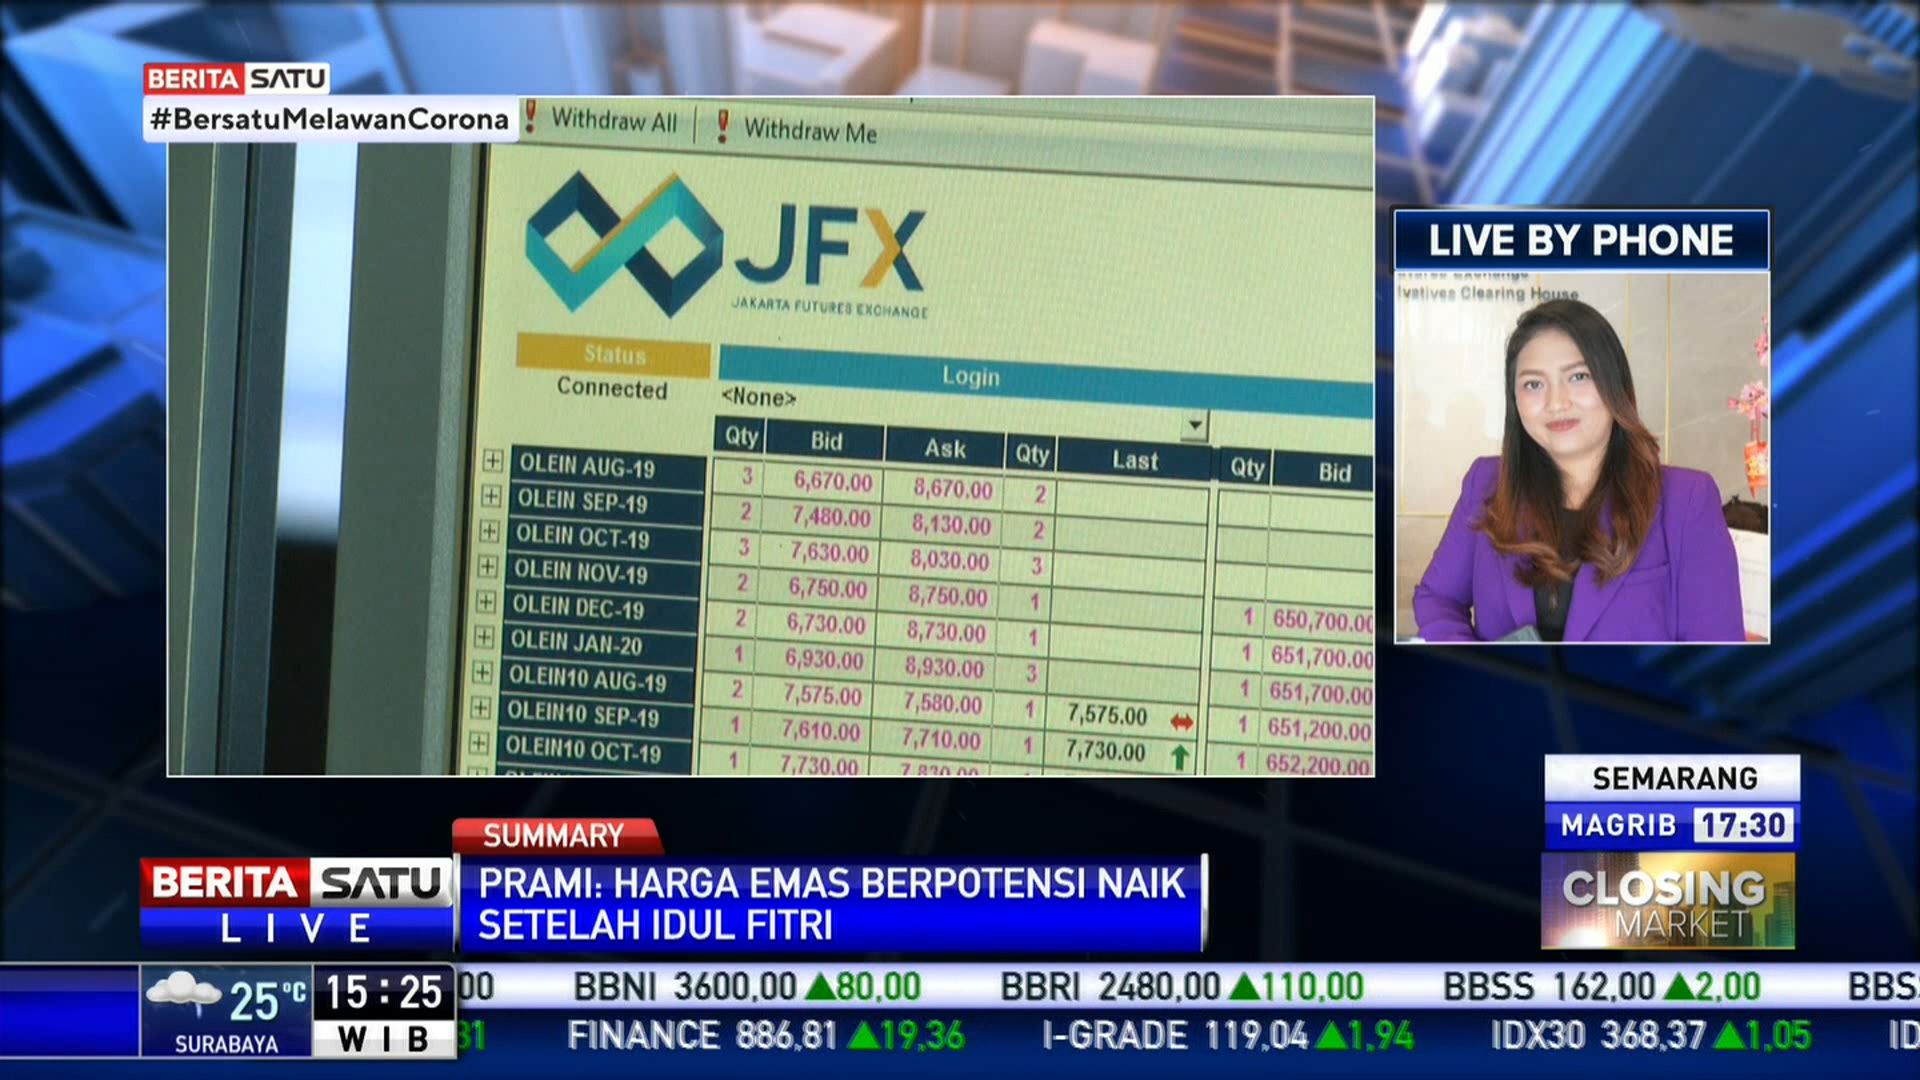 BERITA SATU
#BersatuMelawanCorona
Withdraw All
Withdraw Me
JFX
JAKARTA FUTURES EXCHANGE
Status
Login
Connected
<None>
Qty Bid Ask Qty Last Qty Bid
OLEIN AUG-19
OLEIN SEP-19
OLEIN OCT-19
OLEIN NOV-19
OLEIN DEC-19
OLEIN JAN-20
OLEIN10 AUG-19
OLEIN10 SEP-19
OLEIN10 OCT-19
3 6,670.00 8,670.00 2
2 7,480.00 8,130.00 2
3 7,630.00 8,030.00 3
2 6,750.00 8,750.00 1
2 6,730.00 8,730.00 1 1 650,700.00
1 6,930.00 8,930.00 3 1 651,700.00
2 7,575.00 7,580.00 1 7,575.00 1 651,700.00
1 7,610.00 7,710.00 1 7,730.00 1 651,200.00
1 7,730.00 1 652,200.00
LIVE BY PHONE
Exchange
Clearing House
SEMARANG
MAGRIB 17:30
CLOSING
MARKET
SUMMARY
PRAMI: HARGA EMAS BERPOTENSI NAIK
SETELAH IDUL FITRI
BERITA SATU
LIVE
25°C
SURABAYA
15:25
WIB
00 BBNI 3600,00 80,00 BBRI 2480,00 110,00 BBSS 162,00 2,00 BBS
81 FINANCE 886,81 19,36 I-GRADE 119,04 1,94 IDX30 368,37 1,05 ID